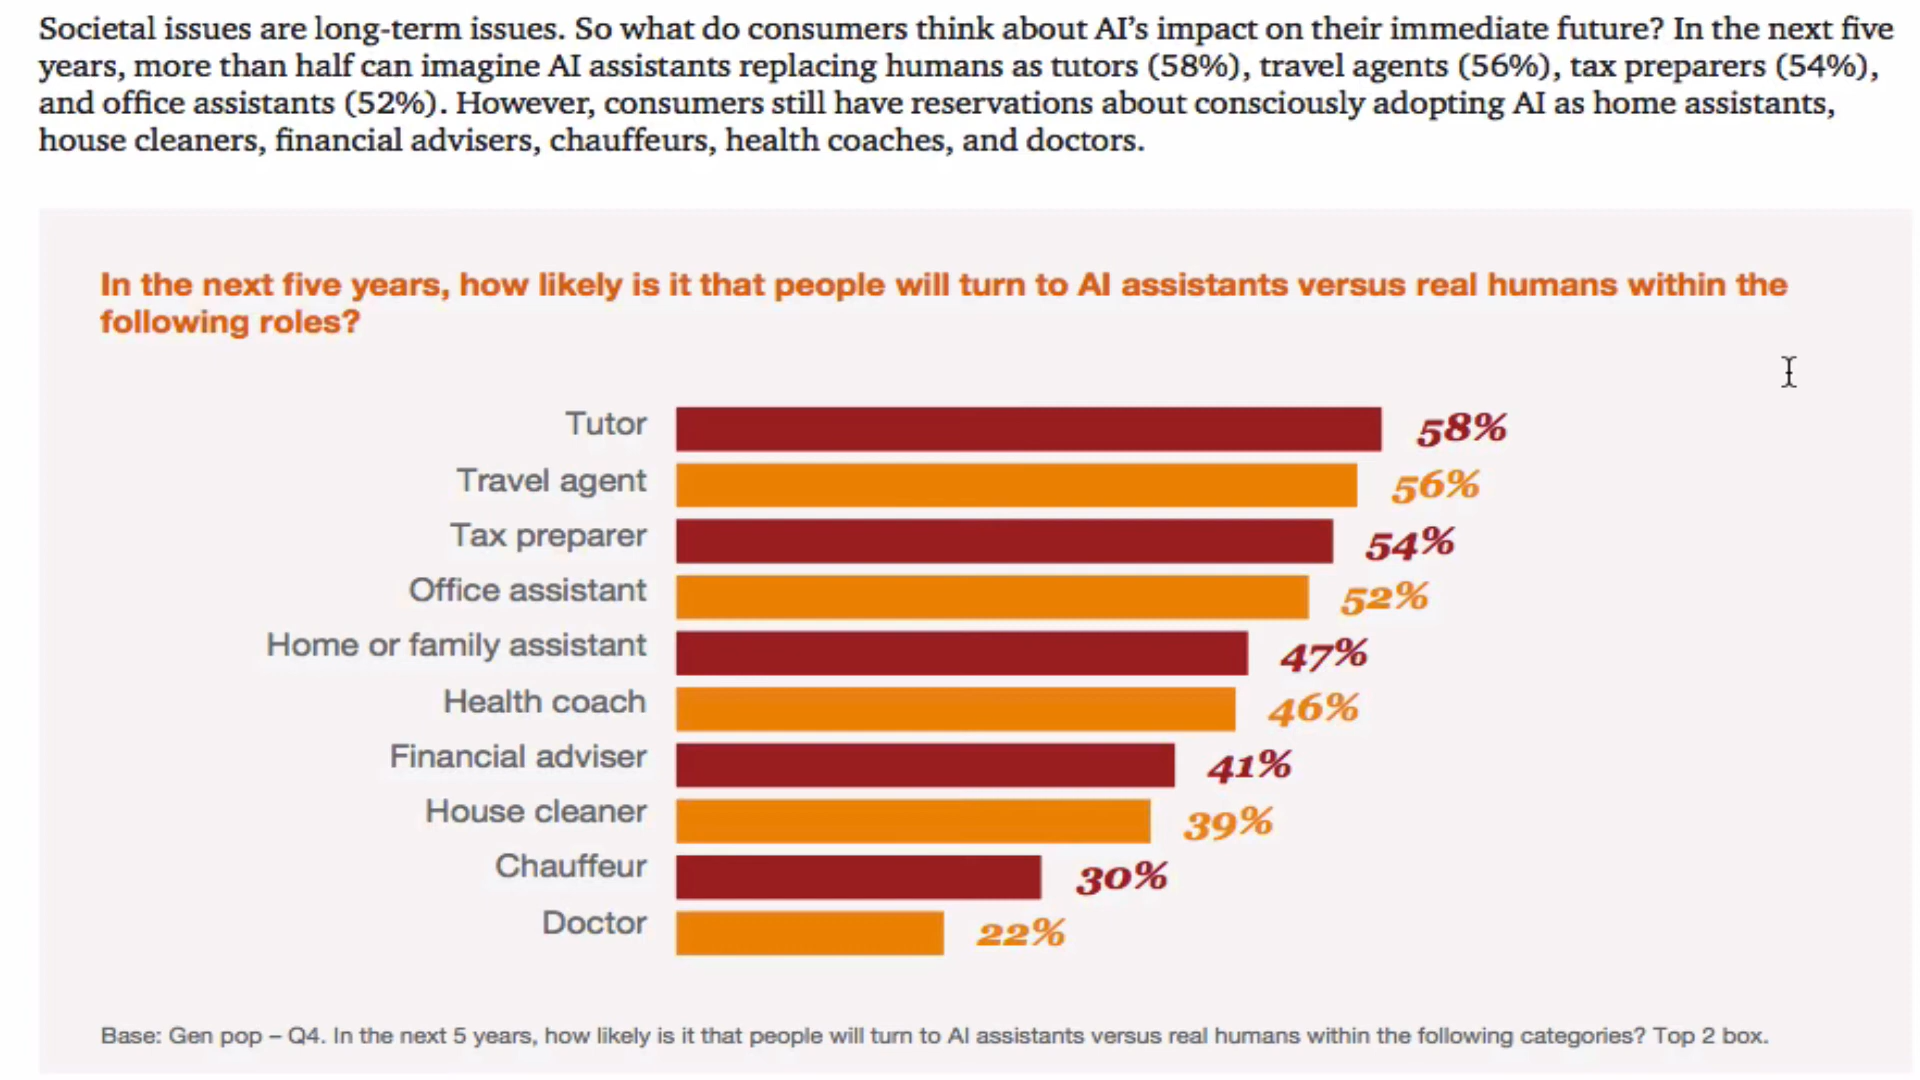 Societal issues are long-term issues. So what do consumers think about AI’s impact on their immediate future? In the next five
years, more than half can imagine AI assistants replacing humans as tutors (58%), travel agents (56%), tax preparers (54%),
and office assistants (52%). However, consumers still have reservations about consciously adopting AI as home assistants,
house cleaners, financial advisers, chauffeurs, health coaches, and doctors.
In the next five years, how likely is it that people will turn to AI assistants versus real humans within the
following roles?
Tutor 58%
Travel agent 56%
Tax preparer 54%
Office assistant 52%
Home or family assistant 47%
Health coach 46%
Financial adviser 41%
House cleaner 39%
Chauffeur 30%
Doctor 22%
Base: Gen pop – Q4. In the next 5 years, how likely is it that people will turn to AI assistants versus real humans within the following categories? Top 2 box.